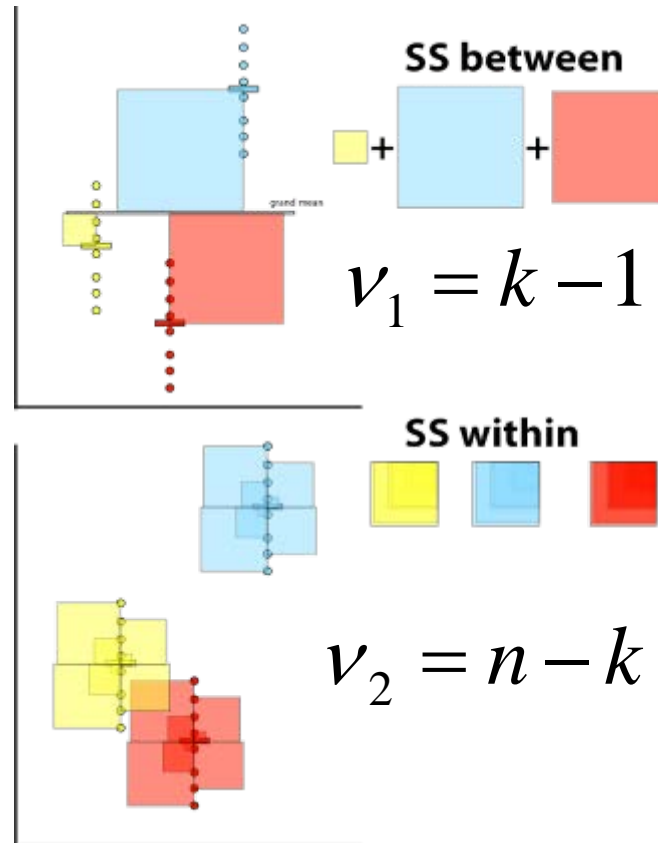 SS between
+ +
grand mean
ν₁ = k − 1
SS within
ν₂ = n − k